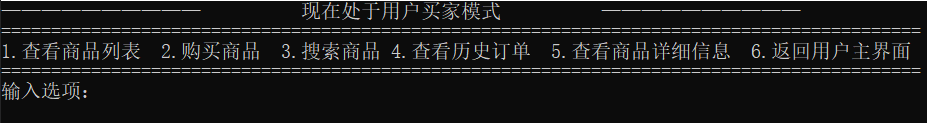 ——————————          现在处于用户买家模式          ——————————
============================================================================================
1.查看商品列表  2.购买商品  3.搜索商品 4.查看历史订单  5.查看商品详细信息  6.返回用户主界面
============================================================================================
输入选项: